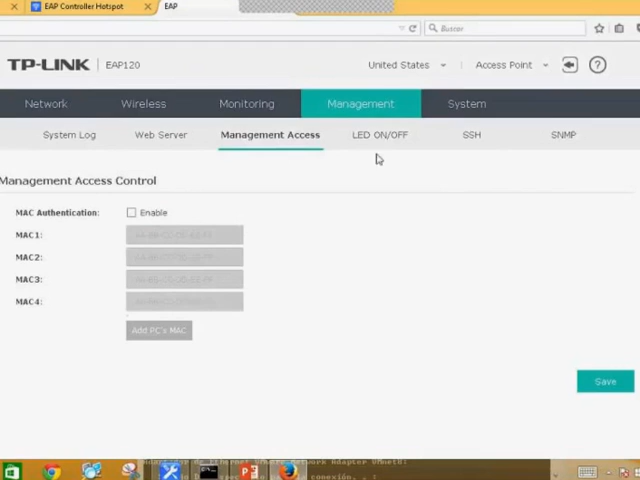 EAP Controller Hotspot
EAP
Buscar
TP-LINK EAP120
United States
Access Point
Network Wireless Monitoring Management System
System Log Web Server Management Access LED ON/OFF SSH SNMP
Management Access Control
MAC Authentication: Enable
MAC1:
MAC2:
MAC3:
MAC4:
Add PC's MAC
Save